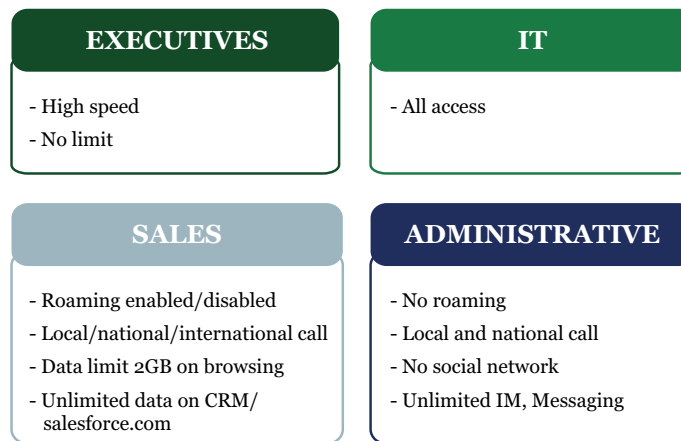 EXECUTIVES
- High speed
- No limit
IT
- All access
SALES
- Roaming enabled/disabled
- Local/national/international call
- Data limit 2GB on browsing
- Unlimited data on CRM/
salesforce.com
ADMINISTRATIVE
- No roaming
- Local and national call
- No social network
- Unlimited IM, Messaging